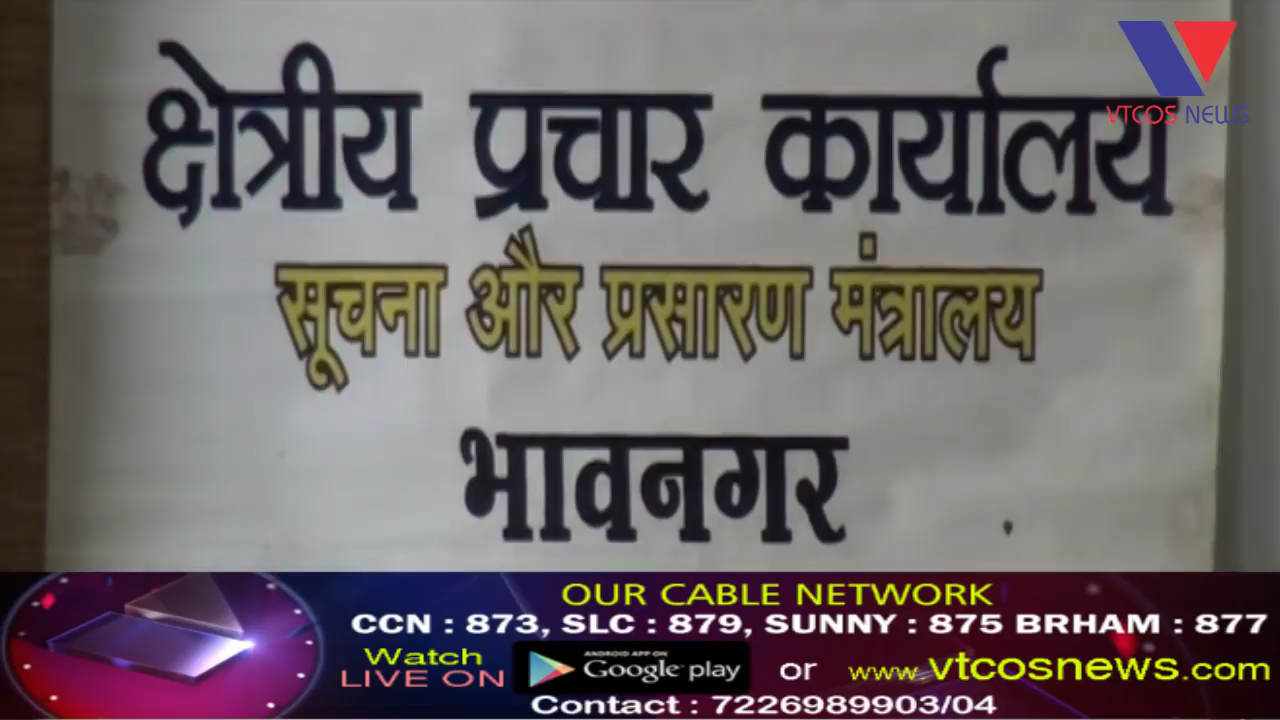 VTCOS NEWS
क्षेत्रीय प्रचार कार्यालय
सूचना और प्रसारण मंत्रालय
भावनगर
OUR CABLE NETWORK
CCN : 873, SLC : 879, SUNNY : 875 BRHAM : 877
Watch
LIVE ON
ANDROID APP ON
Google play
or
www.vtcosnews.com
Contact : 7226989903/04